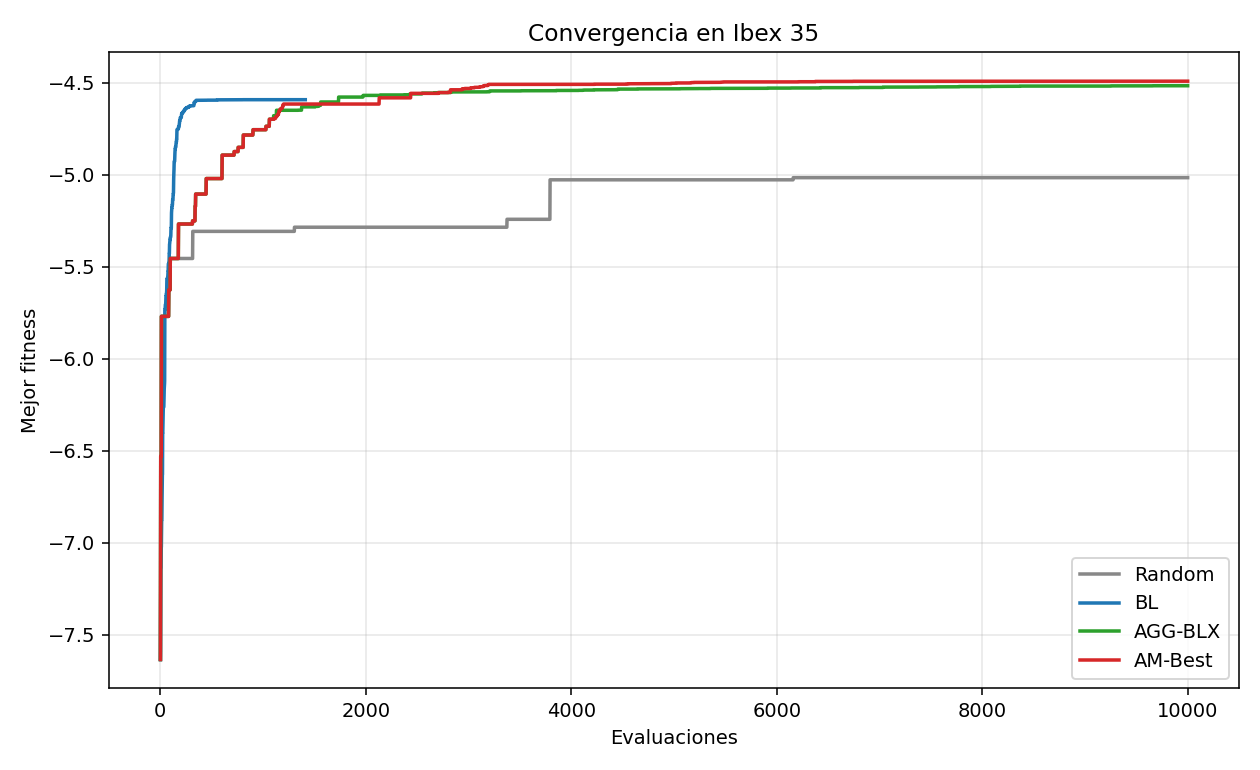 Convergencia en Ibex 35
Mejor fitness
−4.5
−5.0
−5.5
−6.0
−6.5
−7.0
−7.5
0
2000
4000
6000
8000
10000
Evaluaciones
Random
BL
AGG-BLX
AM-Best